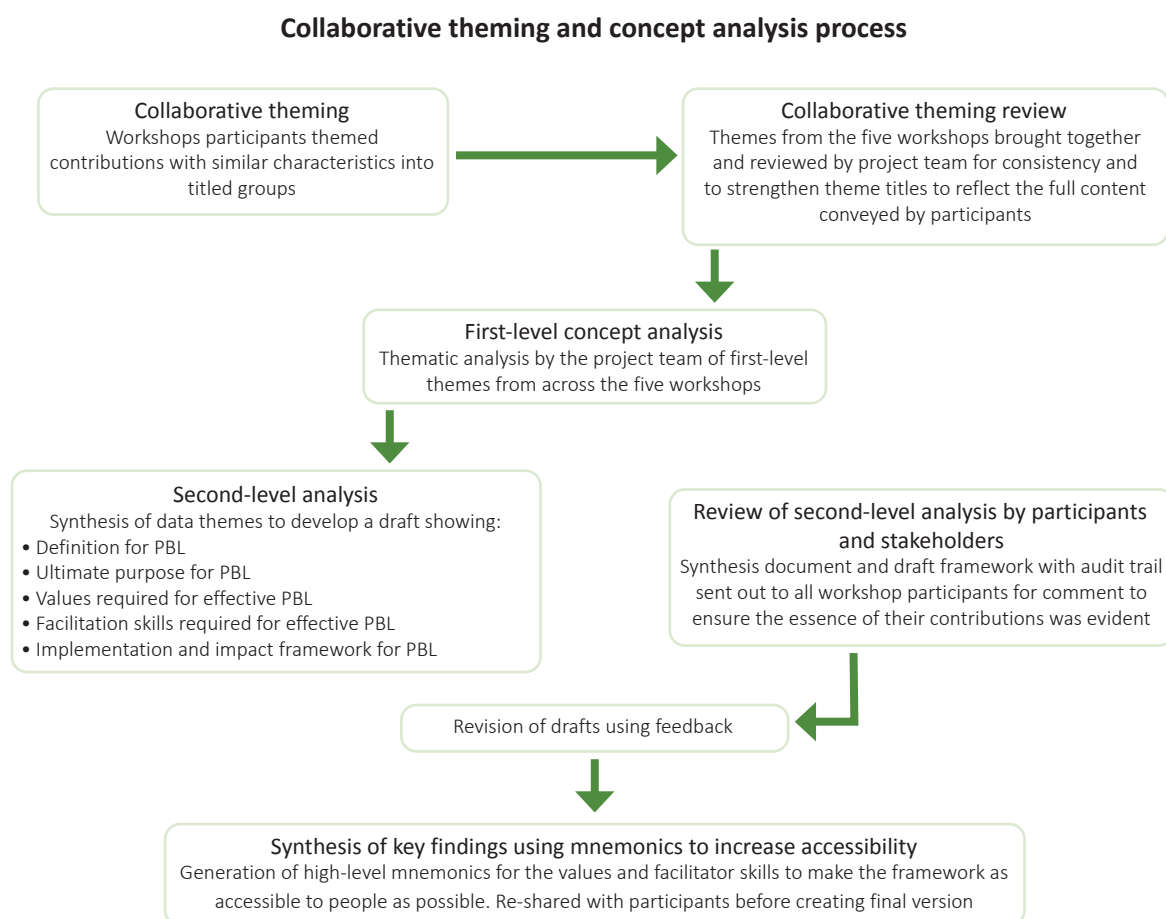 Collaborative theming and concept analysis process
Collaborative theming
Workshops participants themed
contributions with similar characteristics into
titled groups
Collaborative theming review
Themes from the five workshops brought together
and reviewed by project team for consistency and
to strengthen theme titles to reflect the full content
conveyed by participants
First-level concept analysis
Thematic analysis by the project team of first-level
themes from across the five workshops
Second-level analysis
Synthesis of data themes to develop a draft showing:
• Definition for PBL
• Ultimate purpose for PBL
• Values required for effective PBL
• Facilitation skills required for effective PBL
• Implementation and impact framework for PBL
Review of second-level analysis by participants
and stakeholders
Synthesis document and draft framework with audit trail
sent out to all workshop participants for comment to
ensure the essence of their contributions was evident
Revision of drafts using feedback
Synthesis of key findings using mnemonics to increase accessibility
Generation of high-level mnemonics for the values and facilitator skills to make the framework as
accessible to people as possible. Re-shared with participants before creating final version